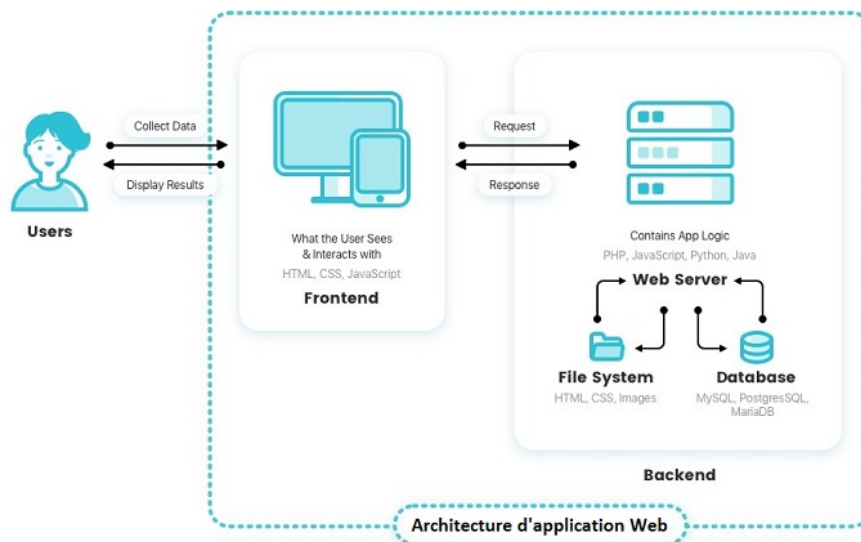 Collect Data
Display Results
Users
What the User Sees
& Interacts with
HTML, CSS, JavaScript
Frontend
Request
Response
Contains App Logic
PHP, JavaScript, Python, Java
Web Server
File System
HTML, CSS, Images
Database
MySQL, PostgresSQL,
MariaDB
Backend
Architecture d'application Web